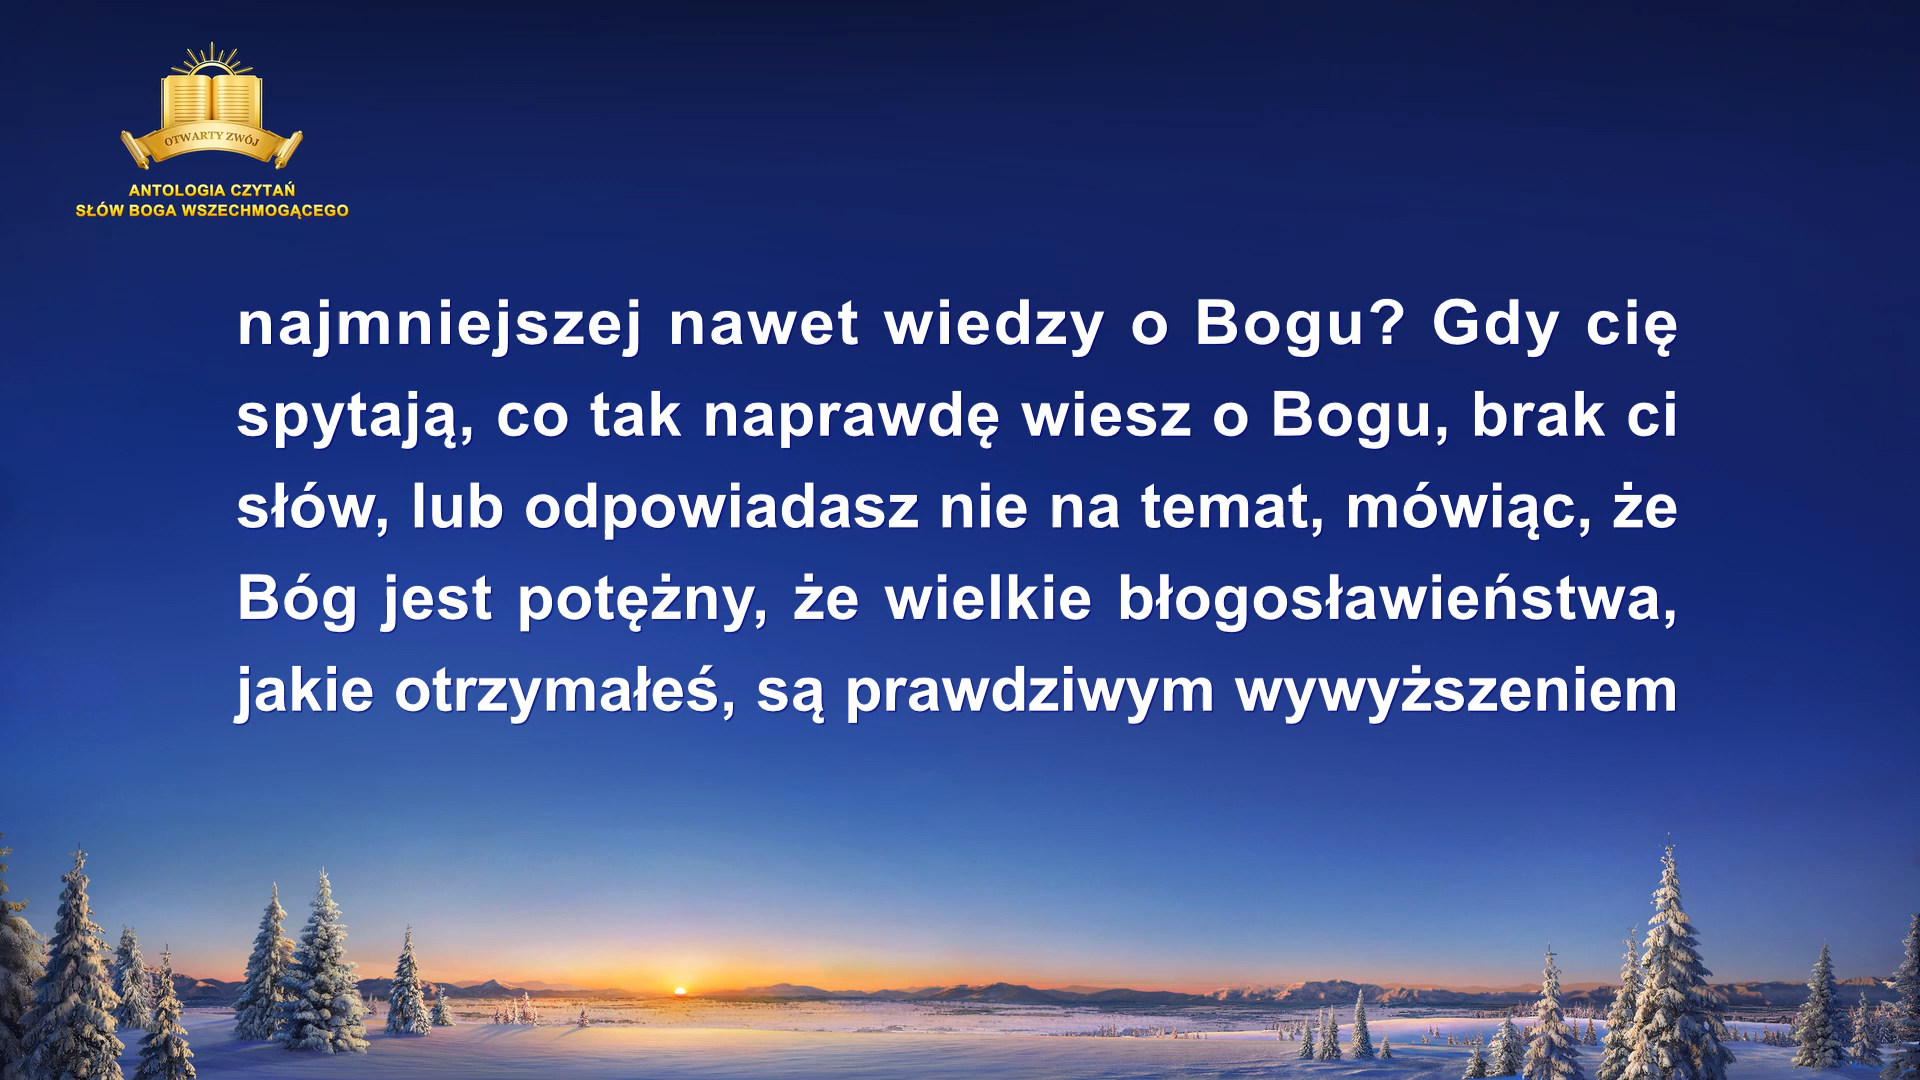 OTWARTY ZWÓJ
ANTOLOGIA CZYTAŃ
SŁÓW BOGA WSZECHMOGĄCEGO
najmniejszej nawet wiedzy o Bogu? Gdy cię
spytają, co tak naprawdę wiesz o Bogu, brak ci
słów, lub odpowiadasz nie na temat, mówiąc, że
Bóg jest potężny, że wielkie błogosławieństwa,
jakie otrzymałeś, są prawdziwym wywyższeniem